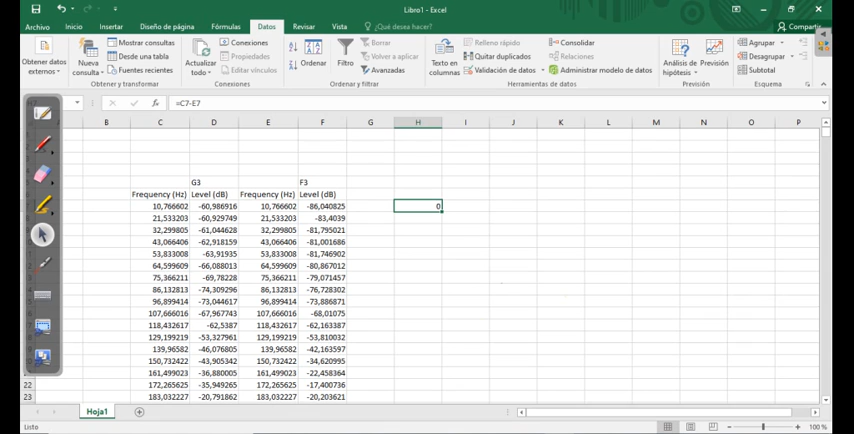 Libro1 - Excel
Archivo Inicio Insertar Diseño de página Fórmulas Datos Revisar Vista ¿Qué desea hacer? Compartir
Obtener datos externos
Nueva consulta
Mostrar consultas
Desde una tabla
Fuentes recientes
Obtener y transformar
Actualizar todo
Conexiones
Propiedades
Editar vínculos
Conexiones
Ordenar
Filtro
Borrar
Volver a aplicar
Avanzadas
Ordenar y filtrar
Texto en columnas
Relleno rápido
Quitar duplicados
Validación de datos
Consolidar
Relaciones
Administrar modelo de datos
Herramientas de datos
Análisis de hipótesis
Previsión
Previsión
Agrupar
Desagrupar
Subtotal
Esquema
fx =C7-E7
B C D E F G H I J K L M N O P
G3 F3
Frequency (Hz) Level (dB) Frequency (Hz) Level (dB)
10,766602 -60,986916 10,766602 -86,040825 0
21,533203 -60,929749 21,533203 -83,4039
32,299805 -61,044628 32,299805 -81,795021
43,066406 -62,918159 43,066406 -81,001686
53,833008 -63,91935 53,833008 -81,746902
64,599609 -66,088013 64,599609 -80,867012
75,366211 -69,78228 75,366211 -79,071457
86,132813 -74,309296 86,132813 -76,728302
96,899414 -73,044617 96,899414 -73,886871
107,666016 -67,967743 107,666016 -68,01075
118,432617 -62,5387 118,432617 -62,163387
129,199219 -53,327961 129,199219 -53,810032
139,96582 -46,076805 139,96582 -42,163597
150,732422 -43,905342 150,732422 -34,620995
161,499023 -36,880005 161,499023 -22,458364
22 172,265625 -35,949265 172,265625 -17,400736
23 183,032227 -20,791862 183,032227 -20,203621
Hoja1
Listo 100 %